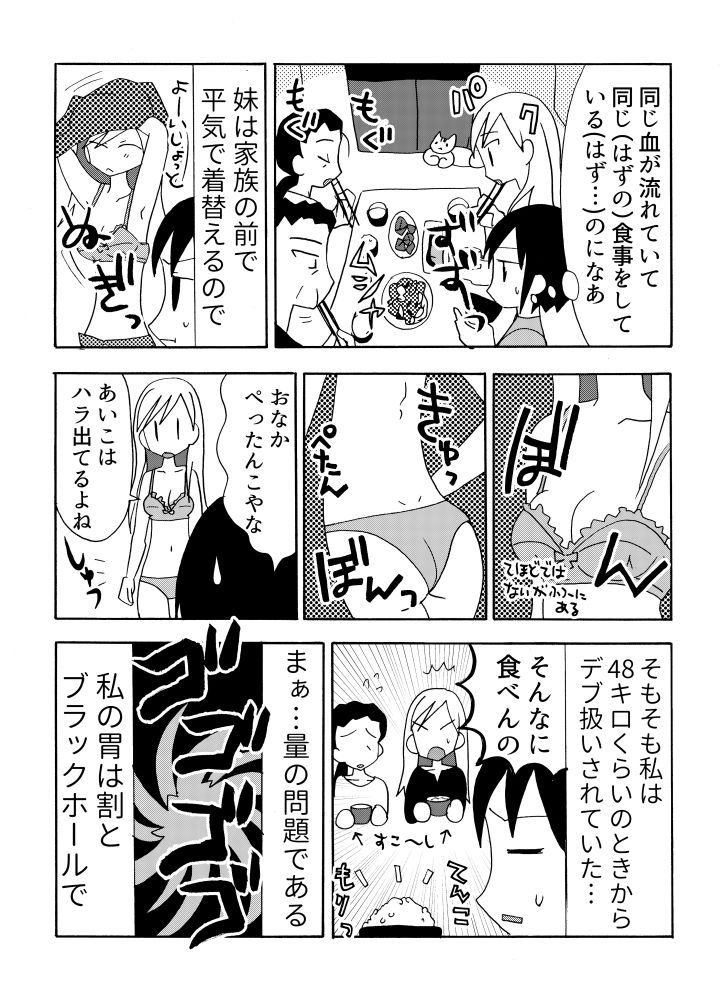 同じ血が流れていて
同じ(はずの)食事をして
いる(はず…)のになあ
パク
もぐ
もぐ
ムシャ
ずずず
妹は家族の前で
平気で着替えるので
よーいしょっと
ぬぎっ
ぼん
てほどでは
ないがふつーに
ある
きゅっ
ぺたん
ぼんっ
おなか
ぺったんこやな
あいこは
ハラ出てるよね
しゅっ
そもそも私は
48キロくらいのときから
デブ扱いされていた…
そんなに
食べんの
すこ〜し
てんこ
もりっ
まぁ…量の問題である
ゴゴゴゴ
私の胃は割と
ブラックホールで